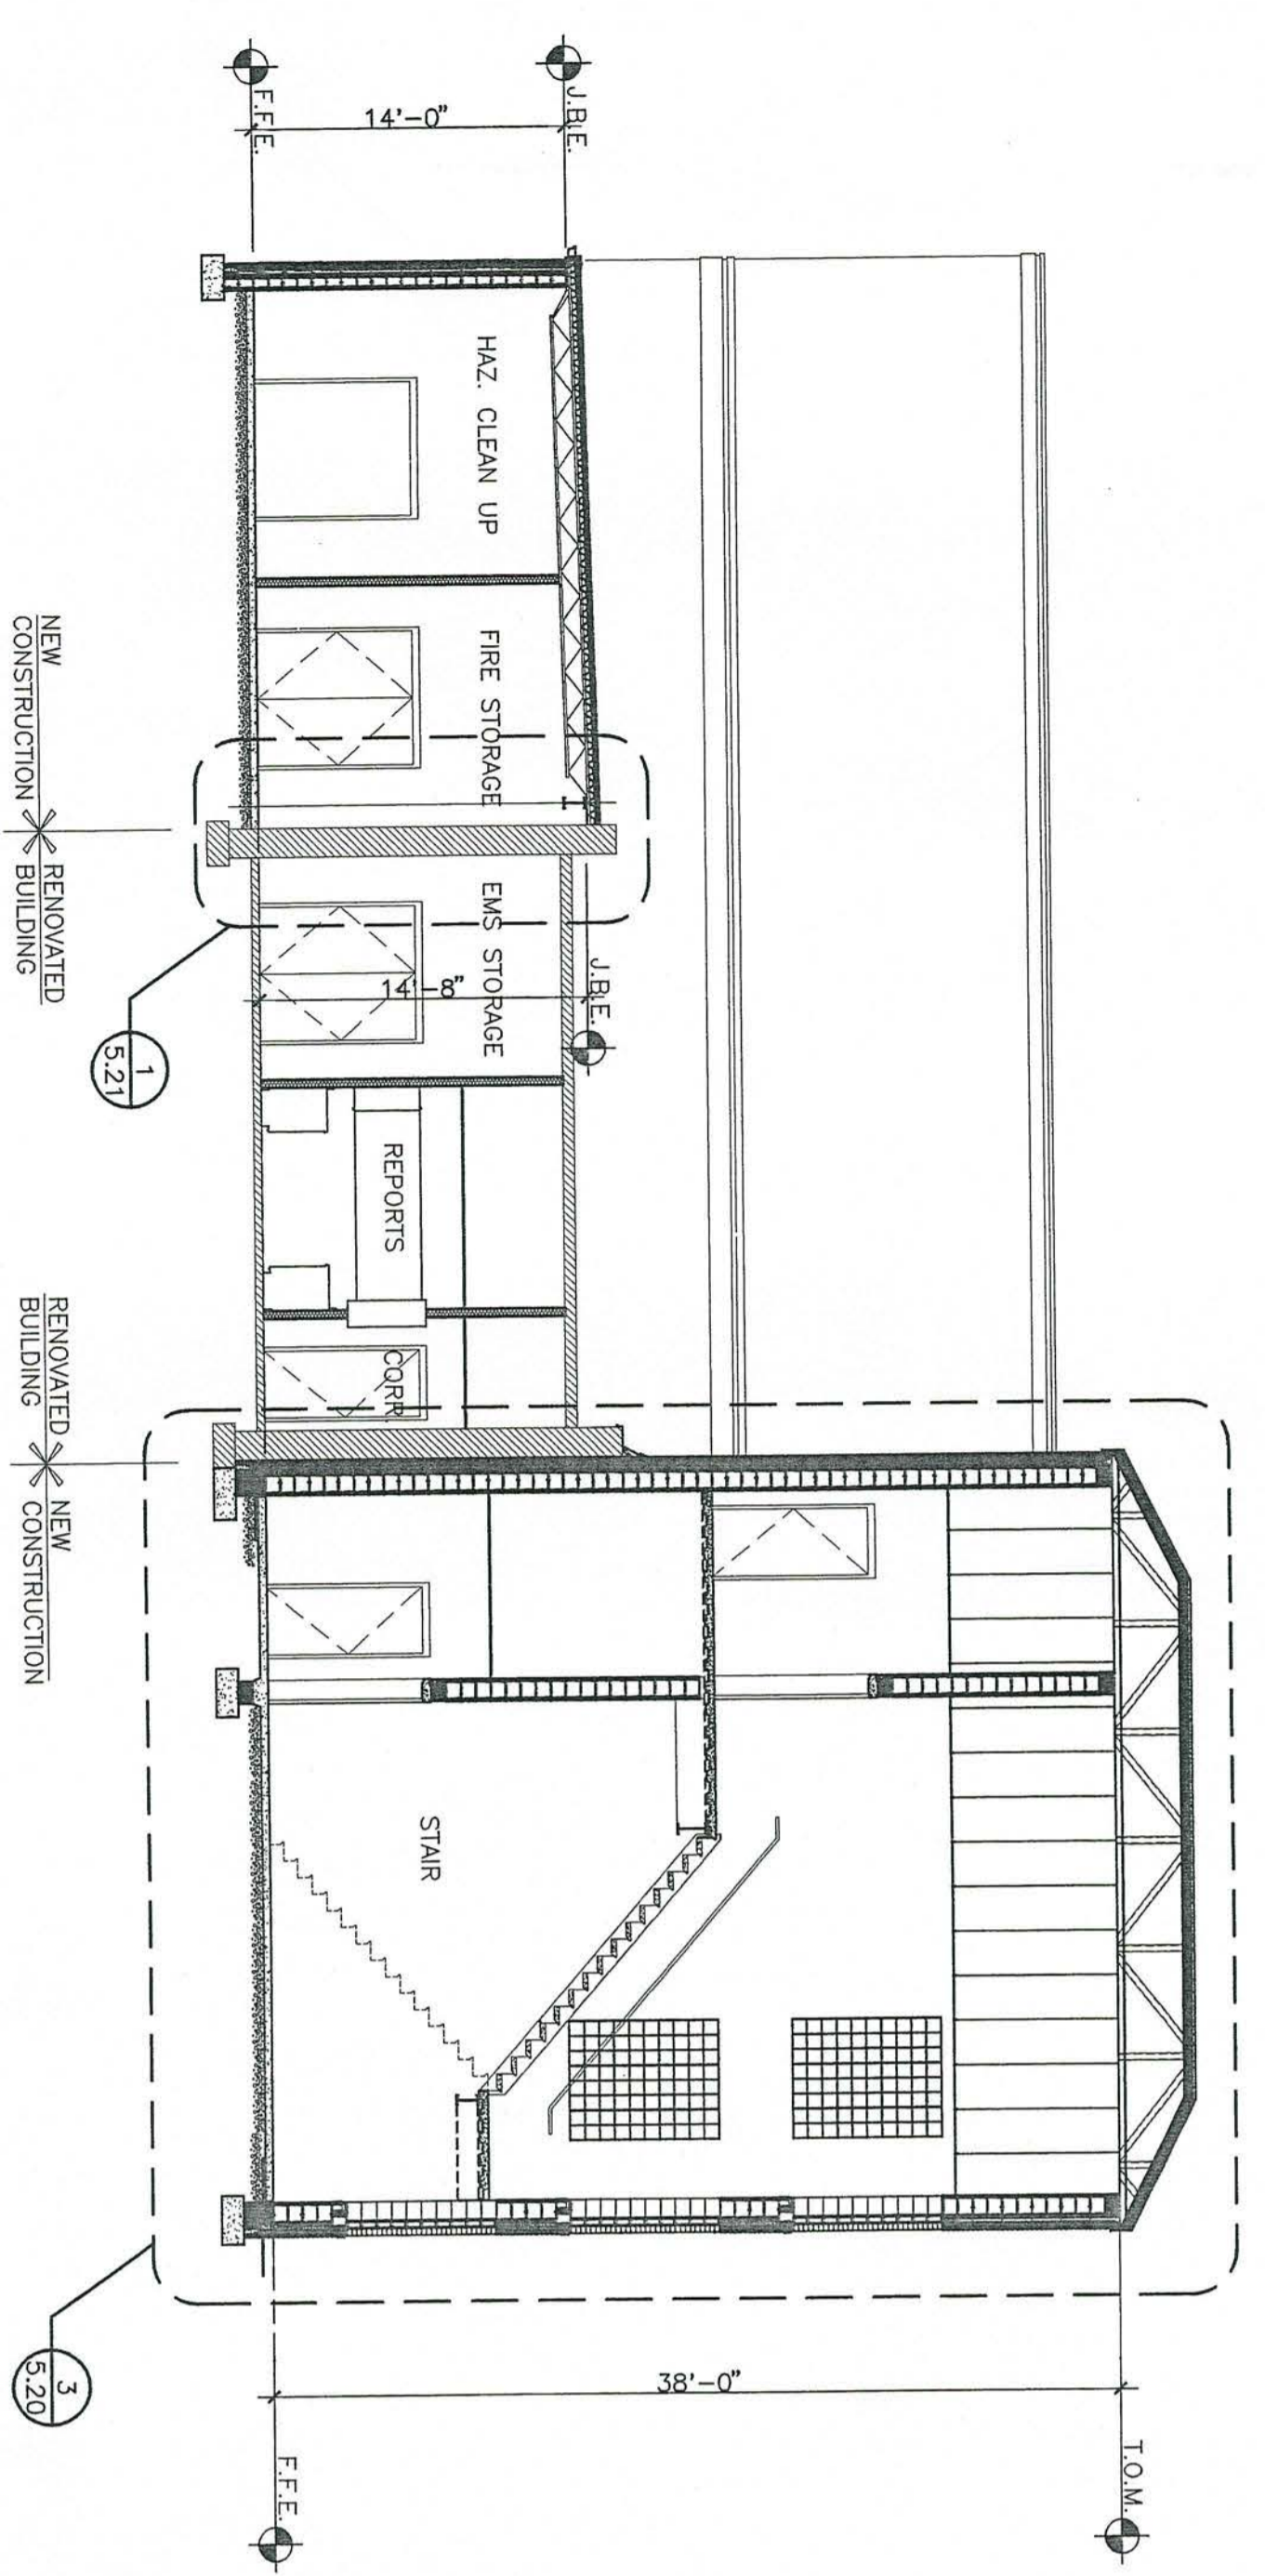 J.B.E.
14'-0"
F.F.E.
HAZ. CLEAN UP
FIRE STORAGE
EMS STORAGE
J.B.E.
14'-8"
REPORTS
CORR
STAIR
T.O.M.
38'-0"
F.F.E.
NEW
CONSTRUCTION
RENOVATED
BUILDING
1
5.21
RENOVATED
BUILDING
NEW
CONSTRUCTION
3
5.20